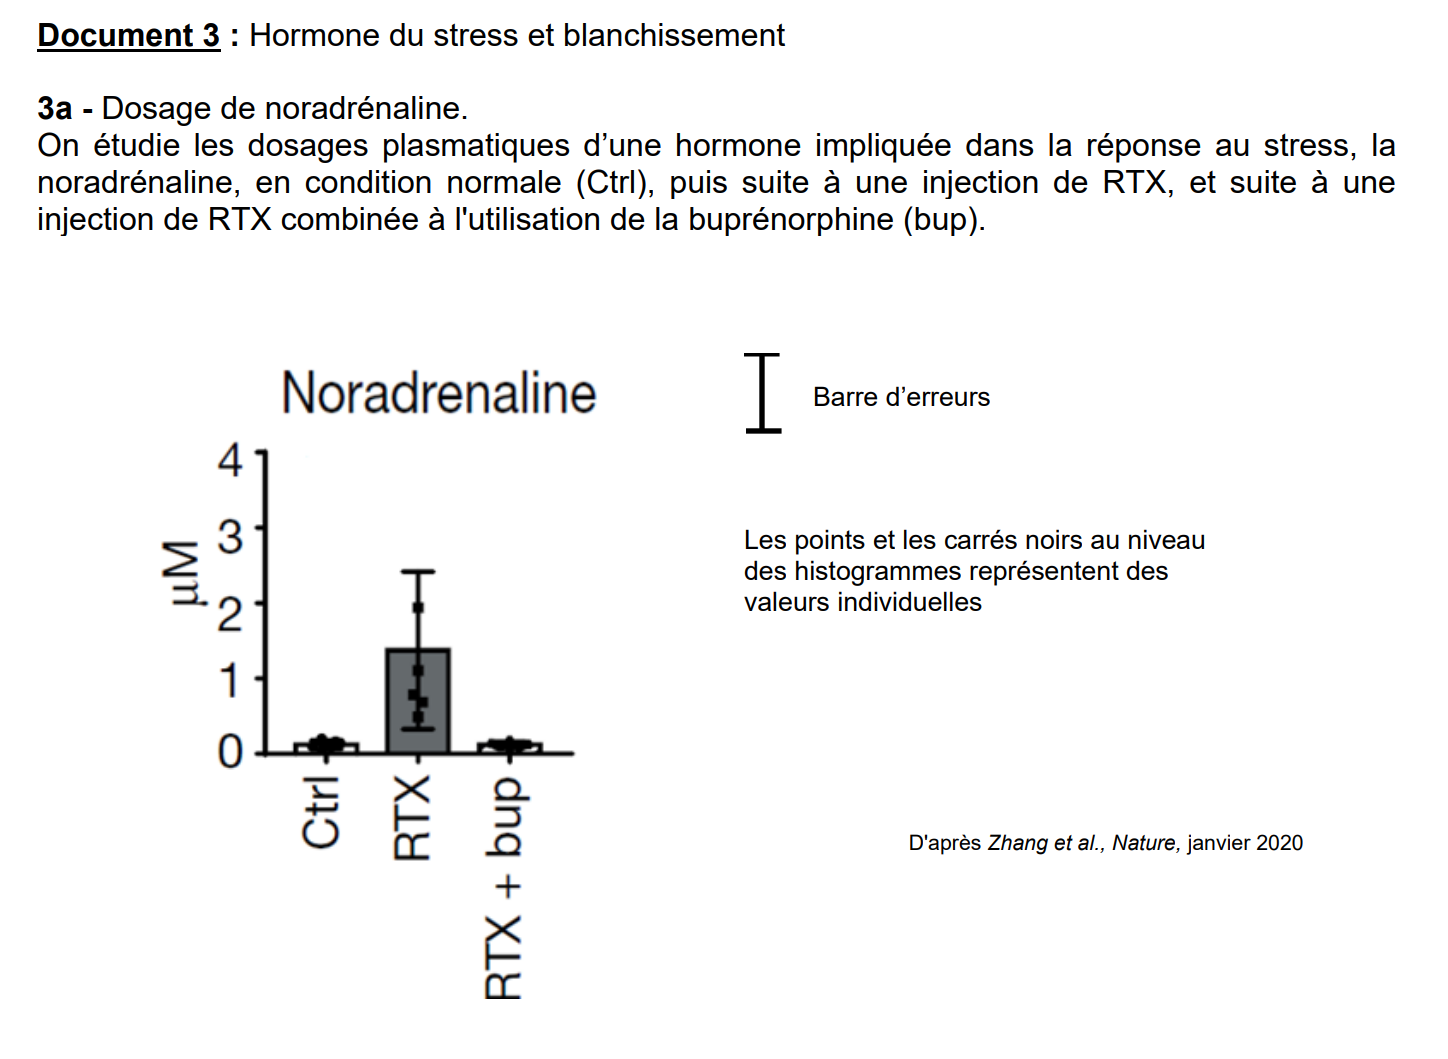 Document 3 : Hormone du stress et blanchissement
3a - Dosage de noradrénaline.
On étudie les dosages plasmatiques d’une hormone impliquée dans la réponse au stress, la
noradrénaline, en condition normale (Ctrl), puis suite à une injection de RTX, et suite à une
injection de RTX combinée à l'utilisation de la buprénorphine (bup).
Noradrenaline
4
3
2
1
0
µM
Ctrl
RTX
RTX + bup
Barre d’erreurs
Les points et les carrés noirs au niveau
des histogrammes représentent des
valeurs individuelles
D'après Zhang et al., Nature, janvier 2020